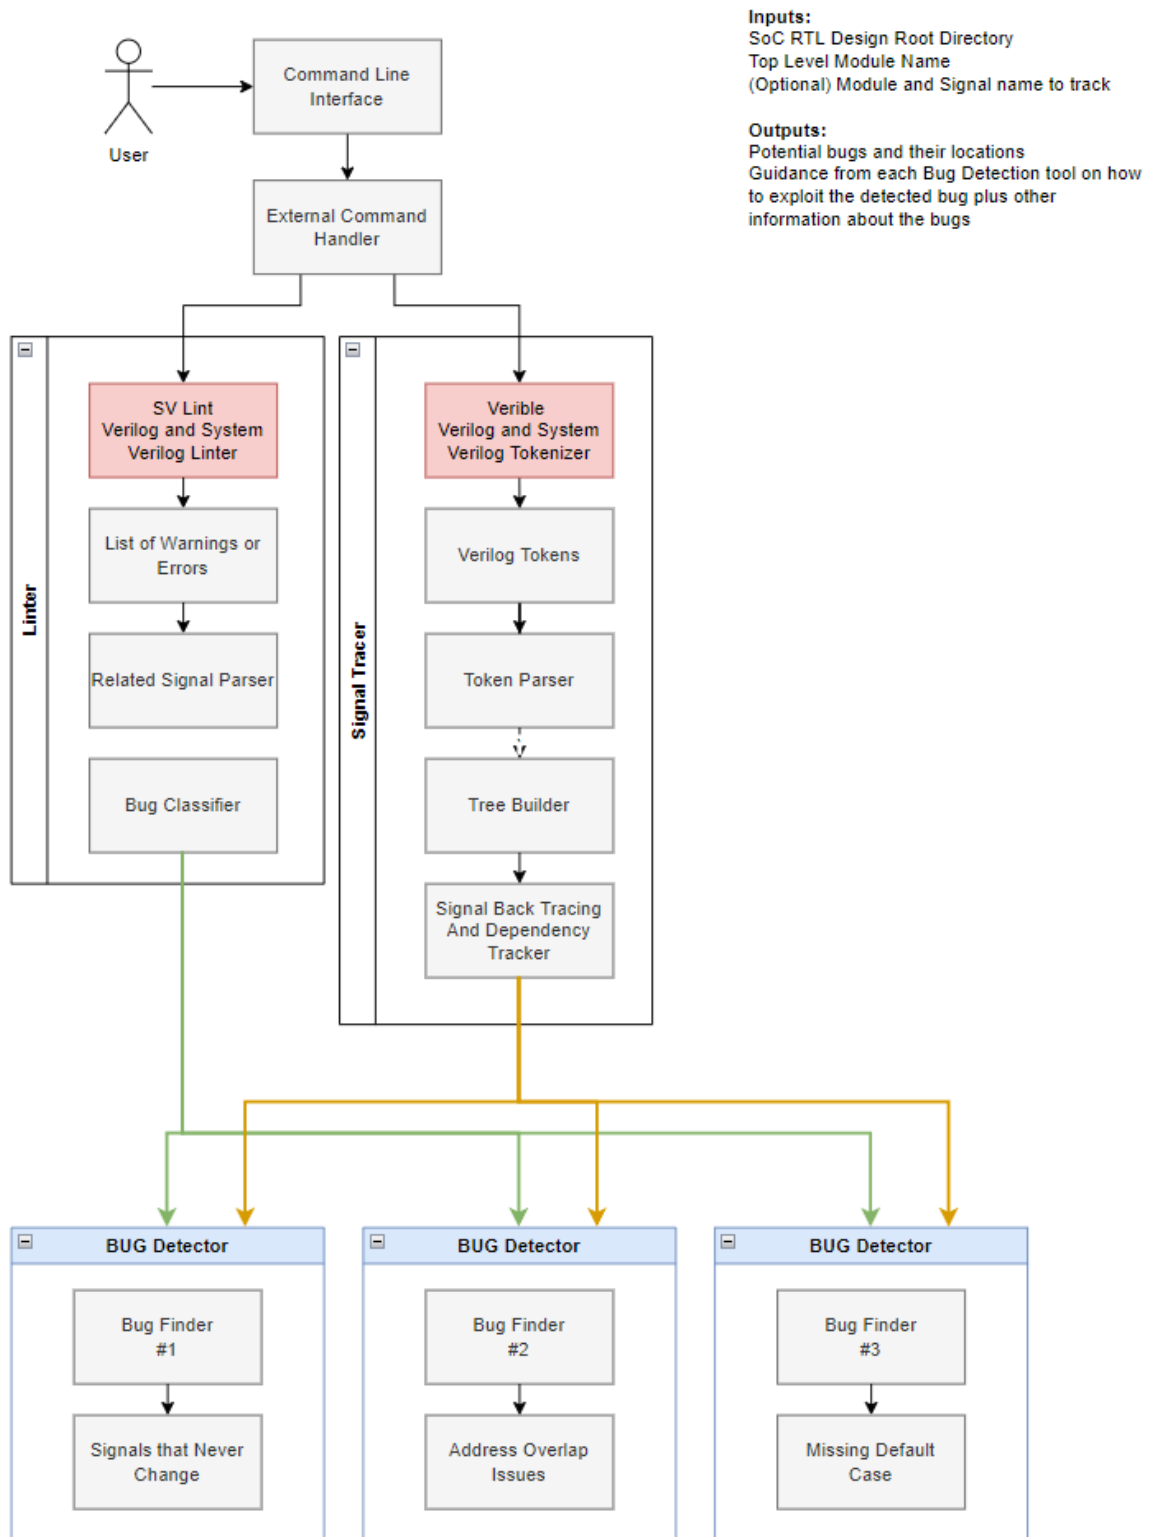 Inputs:
SoC RTL Design Root Directory
Top Level Module Name
(Optional) Module and Signal name to track
Outputs:
Potential bugs and their locations
Guidance from each Bug Detection tool on how
to exploit the detected bug plus other
information about the bugs
User
Command Line
Interface
External Command
Handler
Linter
SV Lint
Verilog and System
Verilog Linter
List of Warnings or
Errors
Related Signal Parser
Bug Classifier
Signal Tracer
Verible
Verilog and System
Verilog Tokenizer
Verilog Tokens
Token Parser
Tree Builder
Signal Back Tracing
And Dependency
Tracker
BUG Detector
Bug Finder
#1
Signals that Never
Change
BUG Detector
Bug Finder
#2
Address Overlap
Issues
BUG Detector
Bug Finder
#3
Missing Default
Case